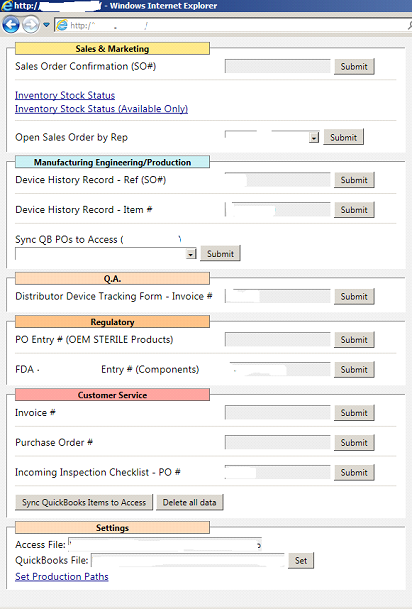 http:/ / - Windows Internet Explorer
http:// /
Sales & Marketing
Sales Order Confirmation (SO#) Submit
Inventory Stock Status
Inventory Stock Status (Available Only)
Open Sales Order by Rep Submit
Manufacturing Engineering/Production
Device History Record - Ref (SO#) Submit
Device History Record - Item # Submit
Sync QB POs to Access (
Submit
Q.A.
Distributor Device Tracking Form - Invoice # Submit
Regulatory
PO Entry # (OEM STERILE Products) Submit
FDA - Entry # (Components) Submit
Customer Service
Invoice # Submit
Purchase Order # Submit
Incoming Inspection Checklist - PO # Submit
Sync QuickBooks Items to Access Delete all data
Settings
Access File:
QuickBooks File: Set
Set Production Paths